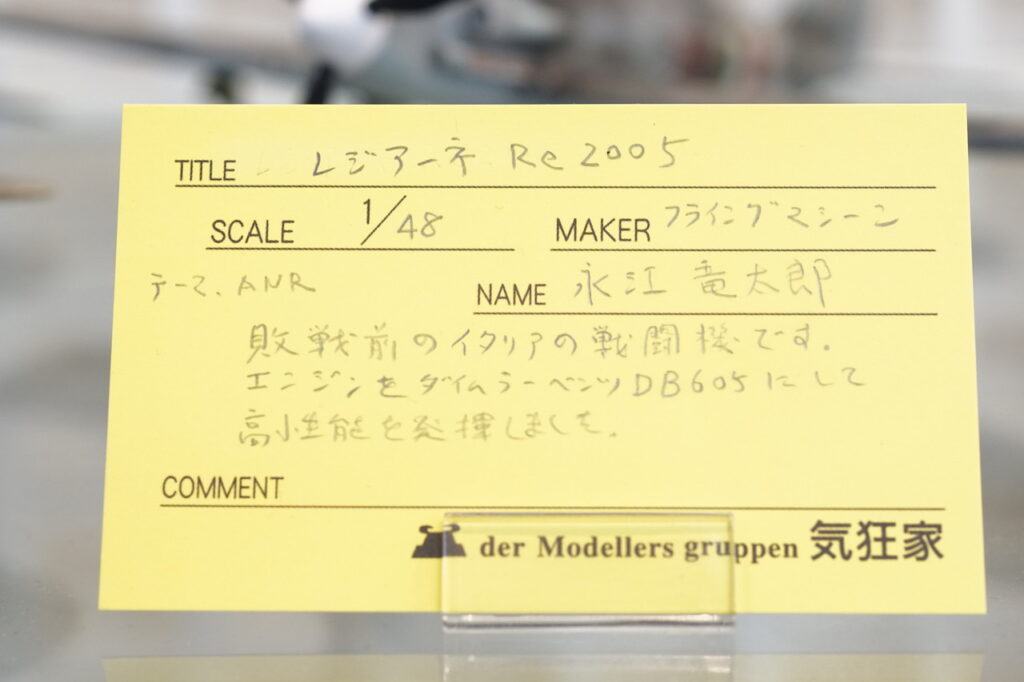 TITLE レジアーネ Re2005
SCALE 1/48 MAKER フライングマシーン
テーマ、ANR NAME 永江 竜太郎
敗戦前のイタリアの戦闘機です。
エンジンをダイムラーベンツDB605にして
高性能を発揮しました。
COMMENT
der Modellers gruppen 気狂家